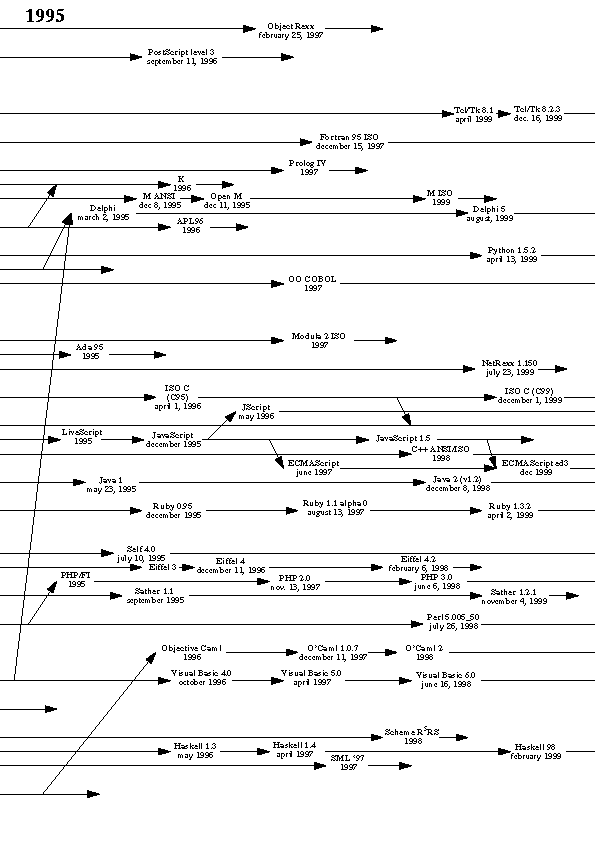 1995
Object Rexx
february 25, 1997
PostScript level 3
september 11, 1996
Tcl/Tk 8.1
april 1999
Tcl/Tk 8.2.3
dec. 16, 1999
Fortran 95 ISO
december 15, 1997
Prolog IV
1997
K
1996
M ANSI
dec 8, 1995
Open M
dec 11, 1995
M ISO
1999
Delphi
march 2, 1995
Delphi 5
august, 1999
APL96
1996
Python 1.5.2
april 13, 1999
OO COBOL
1997
Modula 2 ISO
1997
Ada 95
1995
NetRexx 1.150
july 23, 1999
ISO C
(C95)
april 1, 1996
ISO C (C99)
december 1, 1999
JScript
may 1996
LiveScript
1995
JavaScript
december 1995
JavaScript 1.5
C++ ANSI/ISO
1998
ECMAScript
june 1997
ECMAScript ed3
dec 1999
Java 1
may 23, 1995
Java 2 (v1.2)
december 8, 1998
Ruby 0.95
december 1995
Ruby 1.1 alpha 0
august 13, 1997
Ruby 1.3.2
april 2, 1999
Self 4.0
july 10, 1995
Eiffel 3
Eiffel 4
december 11, 1996
Eiffel 4.2
february 6, 1998
PHP/FI
1995
PHP 2.0
nov. 13, 1997
PHP 3.0
june 6, 1998
Sather 1.1
september 1995
Sather 1.2.1
november 4, 1999
Perl 5.005_50
july 26, 1998
Objective Caml
1996
O'Caml 1.0.7
december 11, 1997
O'Caml 2
1998
Visual Basic 4.0
october 1996
Visual Basic 5.0
april 1997
Visual Basic 6.0
june 16, 1998
Scheme R⁵RS
1998
Haskell 1.3
may 1996
Haskell 1.4
april 1997
Haskell 98
february 1999
SML '97
1997